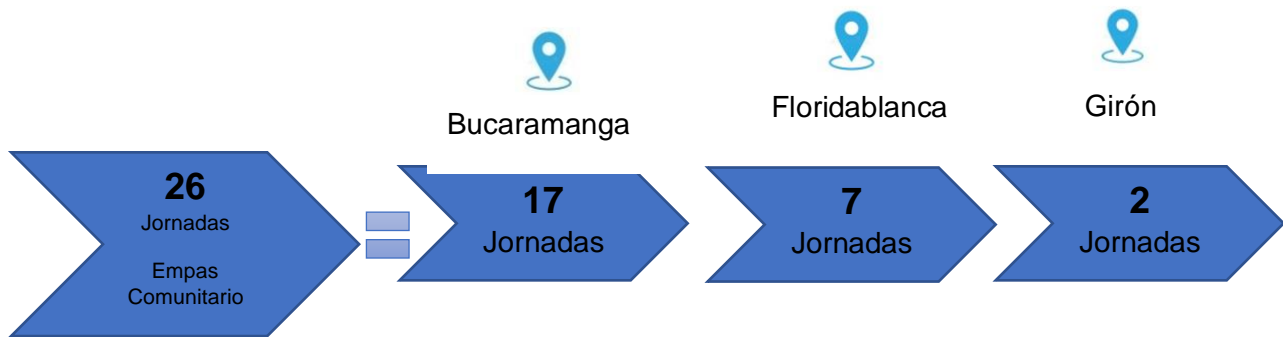 Bucaramanga
Floridablanca
Girón
26
Jornadas
Empas
Comunitario
17
Jornadas
7
Jornadas
2
Jornadas